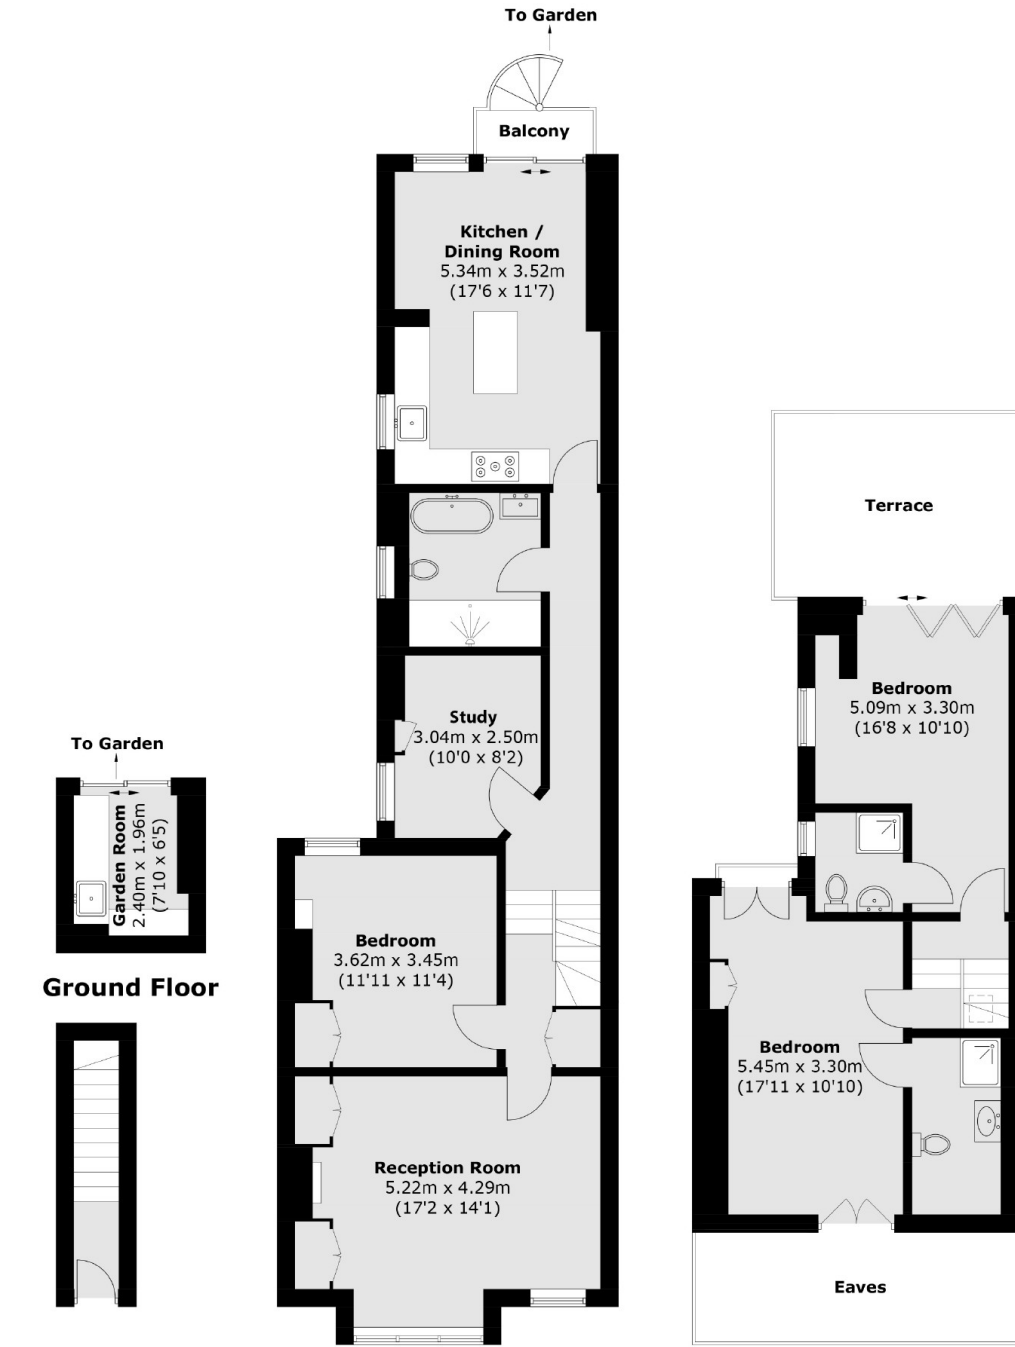 To Garden
Balcony
Kitchen /
Dining Room
5.34m x 3.52m
(17'6 x 11'7)
Study
3.04m x 2.50m
(10'0 x 8'2)
Bedroom
3.62m x 3.45m
(11'11 x 11'4)
Reception Room
5.22m x 4.29m
(17'2 x 14'1)
To Garden
Garden Room
2.40m x 1.96m
(7'10 x 6'5)
Ground Floor
Terrace
Bedroom
5.09m x 3.30m
(16'8 x 10'10)
Bedroom
5.45m x 3.30m
(17'11 x 10'10)
Eaves